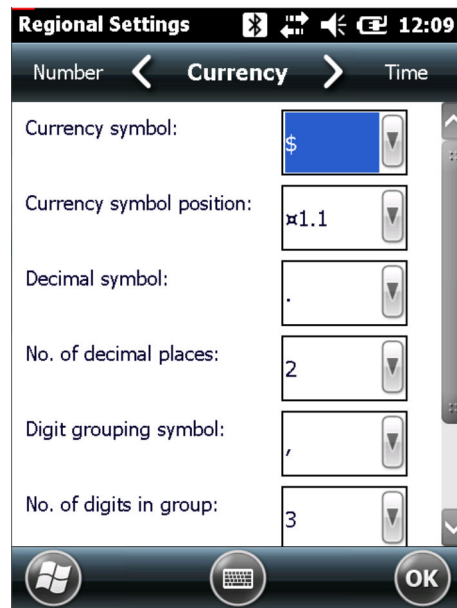 Regional Settings 12:09
Number Currency Time
Currency symbol: $
Currency symbol position: ¤1.1
Decimal symbol: .
No. of decimal places: 2
Digit grouping symbol: ,
No. of digits in group: 3
OK